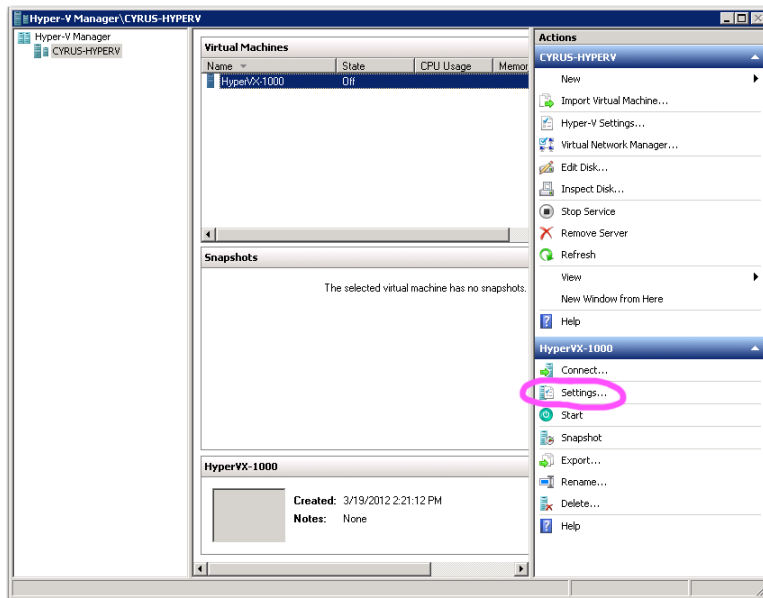 Hyper-V Manager\CYRUS-HYPERV
Hyper-V Manager
CYRUS-HYPERV
Virtual Machines
Name State CPU Usage Memor
HyperVX-1000 Off
Snapshots
The selected virtual machine has no snapshots.
HyperVX-1000
Created: 3/19/2012 2:21:12 PM
Notes: None
Actions
CYRUS-HYPERV
New
Import Virtual Machine...
Hyper-V Settings...
Virtual Network Manager...
Edit Disk...
Inspect Disk...
Stop Service
Remove Server
Refresh
View
New Window from Here
Help
HyperVX-1000
Connect...
Settings...
Start
Snapshot
Export...
Rename...
Delete...
Help